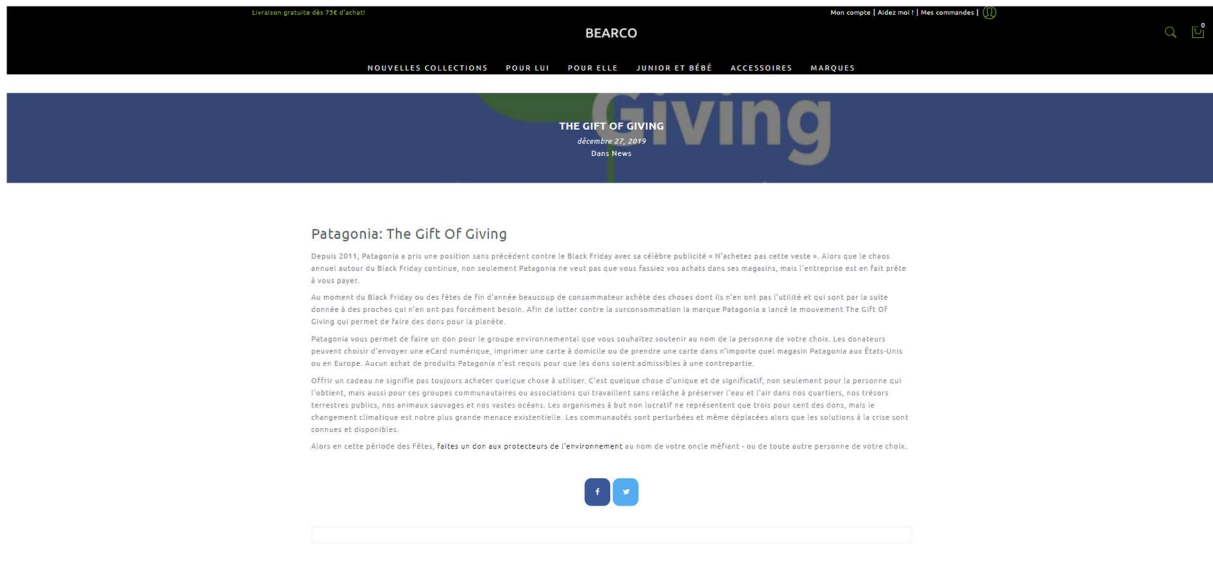 Livraison gratuite dès 75€ d'achat!
Mon compte | Aidez moi ! | Mes commandes |
BEARCO
0
NOUVELLES COLLECTIONS POUR LUI POUR ELLE JUNIOR ET BÉBÉ ACCESSOIRES MARQUES
Giving
THE GIFT OF GIVING
décembre 27, 2019
Dans News
Patagonia: The Gift Of Giving
Depuis 2011, Patagonia a pris une position sans précédent contre le Black Friday avec sa célèbre publicité « N'achetez pas cette veste ». Alors que le chaos
annuel autour du Black Friday continue, non seulement Patagonia ne veut pas que vous fassiez vos achats dans ses magasins, mais l'entreprise est en fait prête
à vous payer.
Au moment du Black Friday ou des fêtes de fin d'année beaucoup de consommateur achète des choses dont ils n'en ont pas l'utilité et qui sont par la suite
donnée à des proches qui n'en ont pas forcément besoin. Afin de lutter contre la surconsommation la marque Patagonia a lancé le mouvement The Gift Of
Giving qui permet de faire des dons pour la planète.
Patagonia vous permet de faire un don pour le groupe environnemental que vous souhaitez soutenir au nom de la personne de votre choix. Les donateurs
peuvent choisir d'envoyer une eCard numérique, imprimer une carte à domicile ou de prendre une carte dans n'importe quel magasin Patagonia aux États-Unis
ou en Europe. Aucun achat de produits Patagonia n'est requis pour que les dons soient admissibles à une contrepartie.
Offrir un cadeau ne signifie pas toujours acheter quelque chose à utiliser. C'est quelque chose d'unique et de significatif, non seulement pour la personne qui
l'obtient, mais aussi pour ces groupes communautaires ou associations qui travaillent sans relâche à préserver l'eau et l'air dans nos quartiers, nos trésors
terrestres publics, nos animaux sauvages et nos vastes océans. Les organismes à but non lucratif ne représentent que trois pour cent des dons, mais le
changement climatique est notre plus grande menace existentielle. Les communautés sont perturbées et même déplacées alors que les solutions à la crise sont
connues et disponibles.
Alors en cette période des Fêtes, faites un don aux protecteurs de l'environnement au nom de votre oncle méfiant - ou de toute autre personne de votre choix.